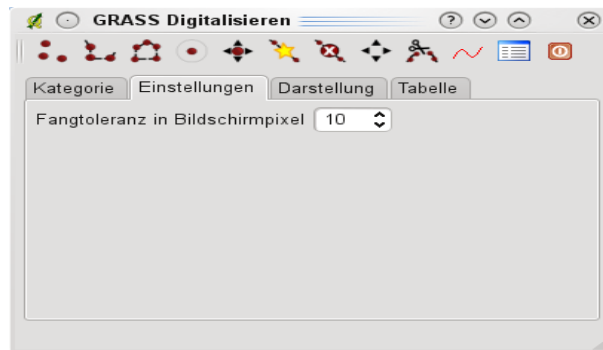 GRASS Digitalisieren
Kategorie Einstellungen Darstellung Tabelle
Fangtoleranz in Bildschirmpixel 10